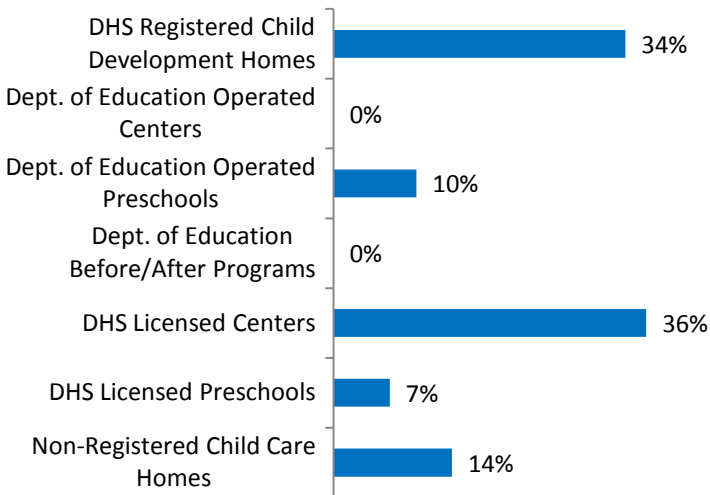 DHS Registered Child
Development Homes
34%
Dept. of Education Operated
Centers
0%
Dept. of Education Operated
Preschools
10%
Dept. of Education
Before/After Programs
0%
DHS Licensed Centers
36%
DHS Licensed Preschools
7%
Non-Registered Child Care
Homes
14%